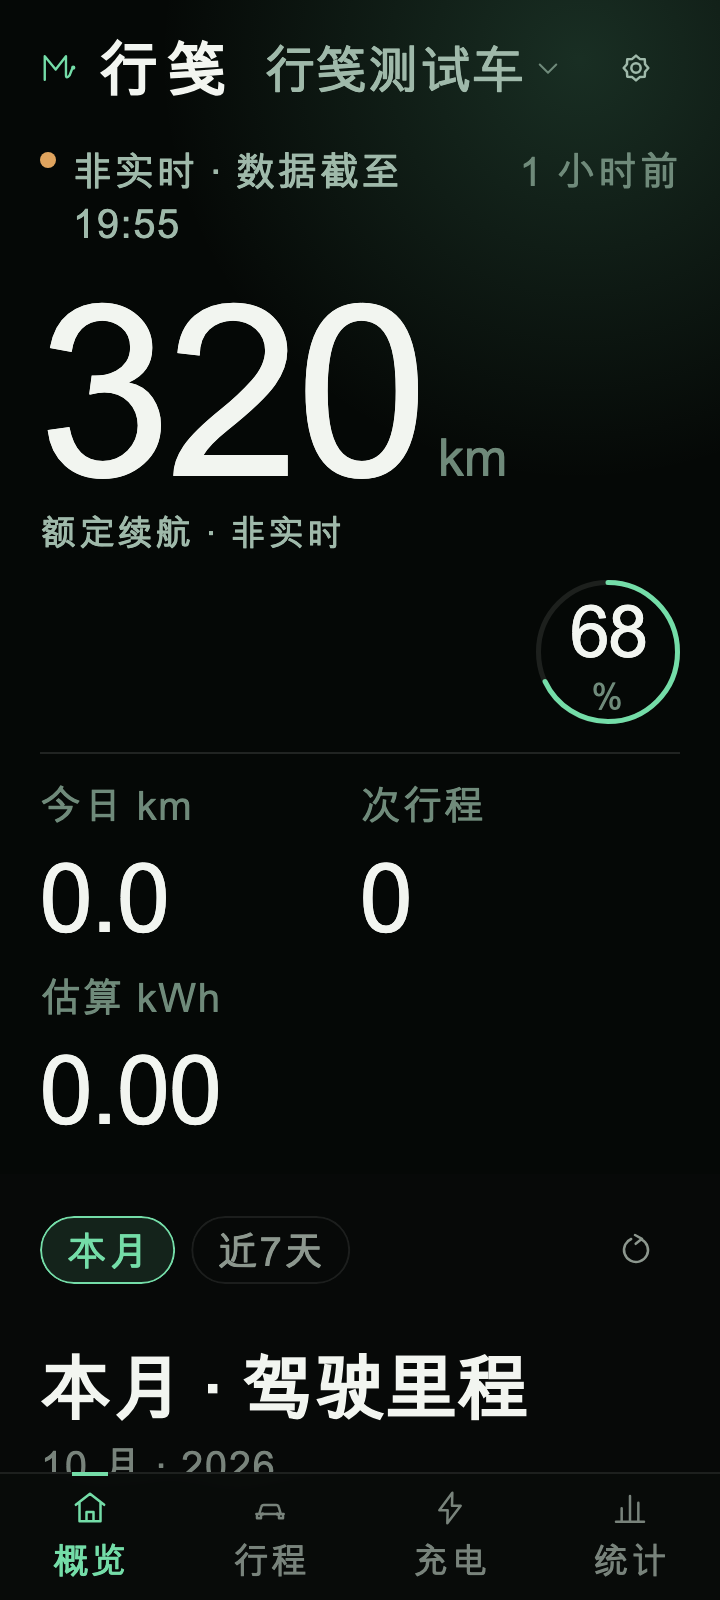 行笺 行笺测试车
非实时 · 数据截至 1 小时前
19:55
320 km
额定续航 · 非实时
68
%
今日 km 次行程
0.0 0
估算 kWh
0.00
本月 近7天
本月 · 驾驶里程
10 月 · 2026
概览 行程 充电 统计